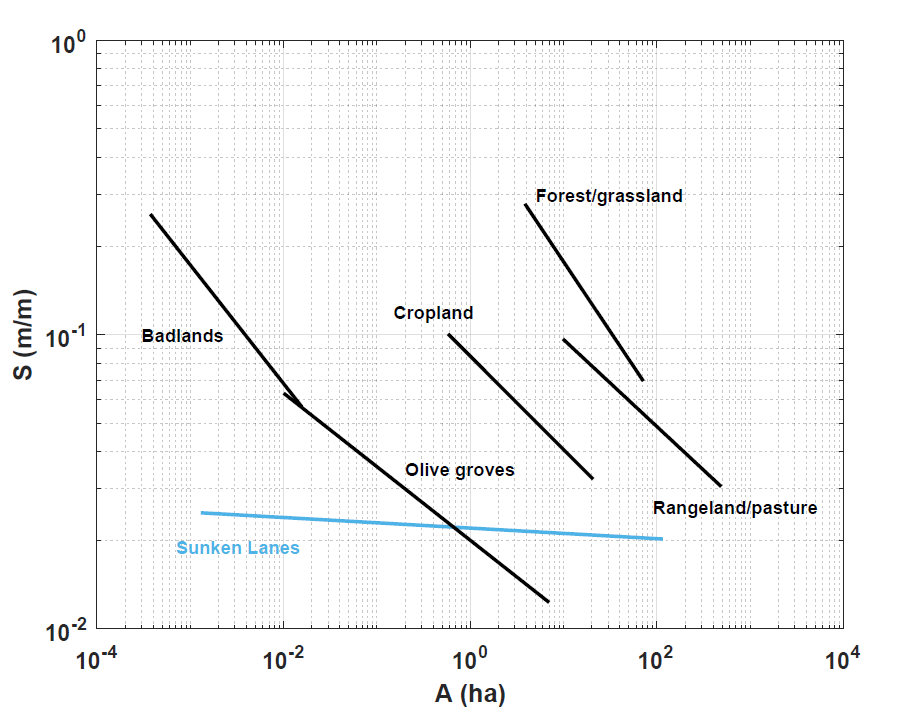 10^0
Forest/grassland
Cropland
S (m/m)
10^-1
Badlands
Olive groves
Rangeland/pasture
Sunken Lanes
10^-2
10^-4 10^-2 10^0 10^2 10^4
A (ha)